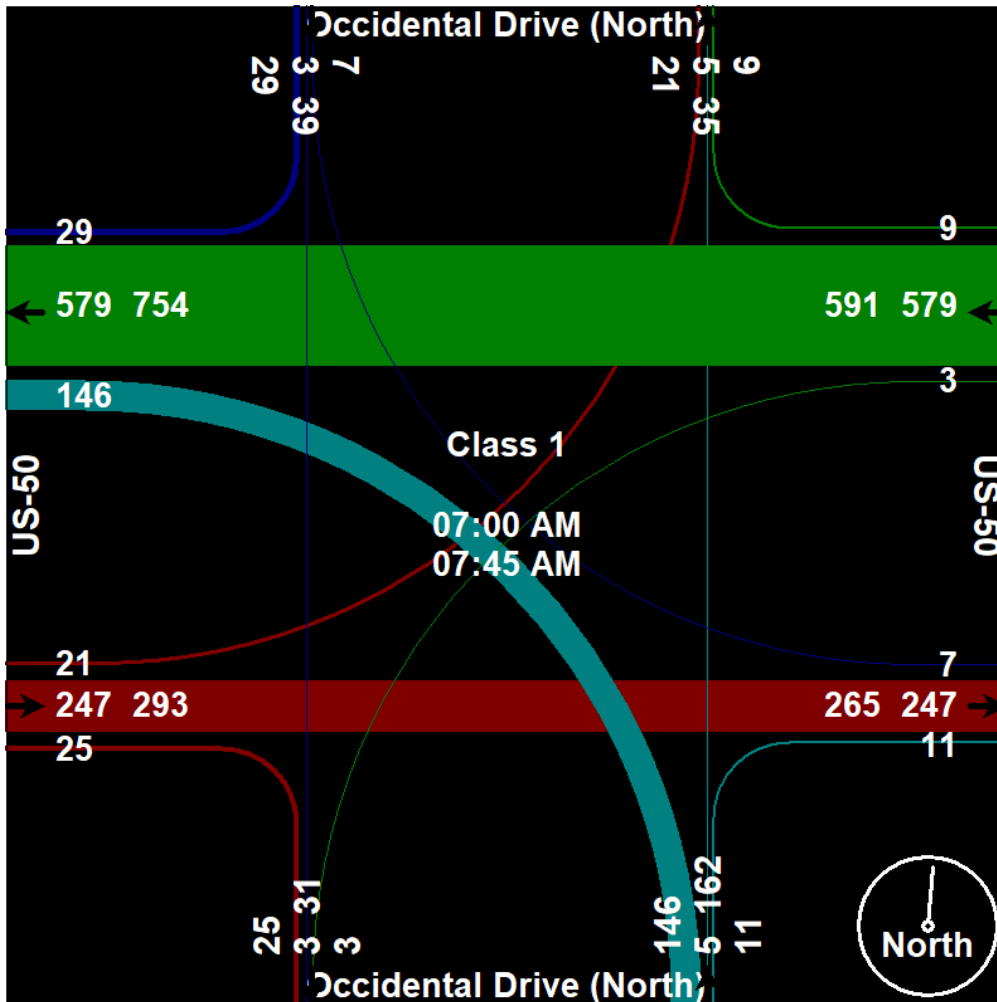 Occidental Drive (North)
29 3 7
39
21 5 9
35
29
9
579 754
591 579
146
3
Class 1
US-50
US-50
07:00 AM
07:45 AM
21
7
247 293
265 247
25
11
31
25 3 3
162
146 5 11
North
Occidental Drive (North)